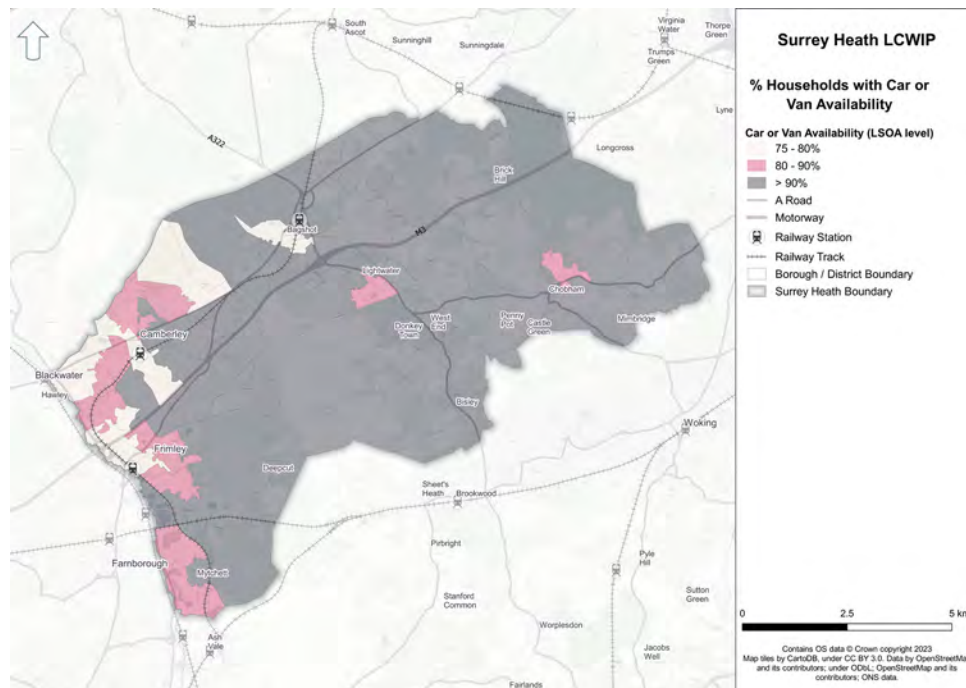 South
Ascot
Sunninghill
Sunningdale
Virginia
Water
Thorpe
Green
Trumps
Green
Lyne
A322
Longcross
Brick
Hill
Bagshot
M3
Lightwater
Chobham
Camberley
Donkey
Town
West
End
Penny
Pot
Castle
Green
Mimbridge
Blackwater
Hawley
Bisley
Woking
Frimley
Deepcut
Sheet's
Heath
Brookwood
Pirbright
Farnborough
Mytchett
Pyle
Hill
Stanford
Common
Sutton
Green
Ash
Vale
Worplesdon
Jacobs
Well
Fairlands
Surrey Heath LCWIP
% Households with Car or
Van Availability
Car or Van Availability (LSOA level)
75 - 80%
80 - 90%
> 90%
A Road
Motorway
Railway Station
Railway Track
Borough / District Boundary
Surrey Heath Boundary
0 2.5 5 km
Contains OS data © Crown copyright 2023
Map tiles by CartoDB, under CC BY 3.0. Data by OpenStreetMa
and its contributors; under ODbL; OpenStreetMap and its
contributors; ONS data.